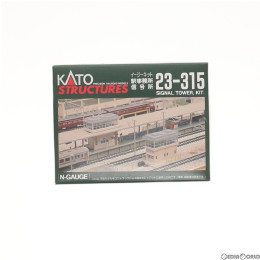 KATO
STRUCTURES
イージーキット
駅事務所
信号所
23-315
SIGNAL TOWER, KIT.
N-GAUGE